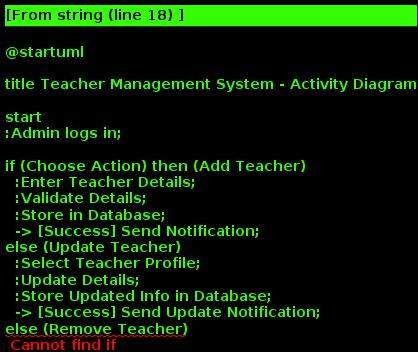 [From string (line 18) ]
@startuml
title Teacher Management System - Activity Diagram
start
:Admin logs in;
if (Choose Action) then (Add Teacher)
:Enter Teacher Details;
:Validate Details;
:Store in Database;
-> [Success] Send Notification;
else (Update Teacher)
:Select Teacher Profile;
:Update Details;
:Store Updated Info in Database;
-> [Success] Send Update Notification;
else (Remove Teacher)
Cannot find if